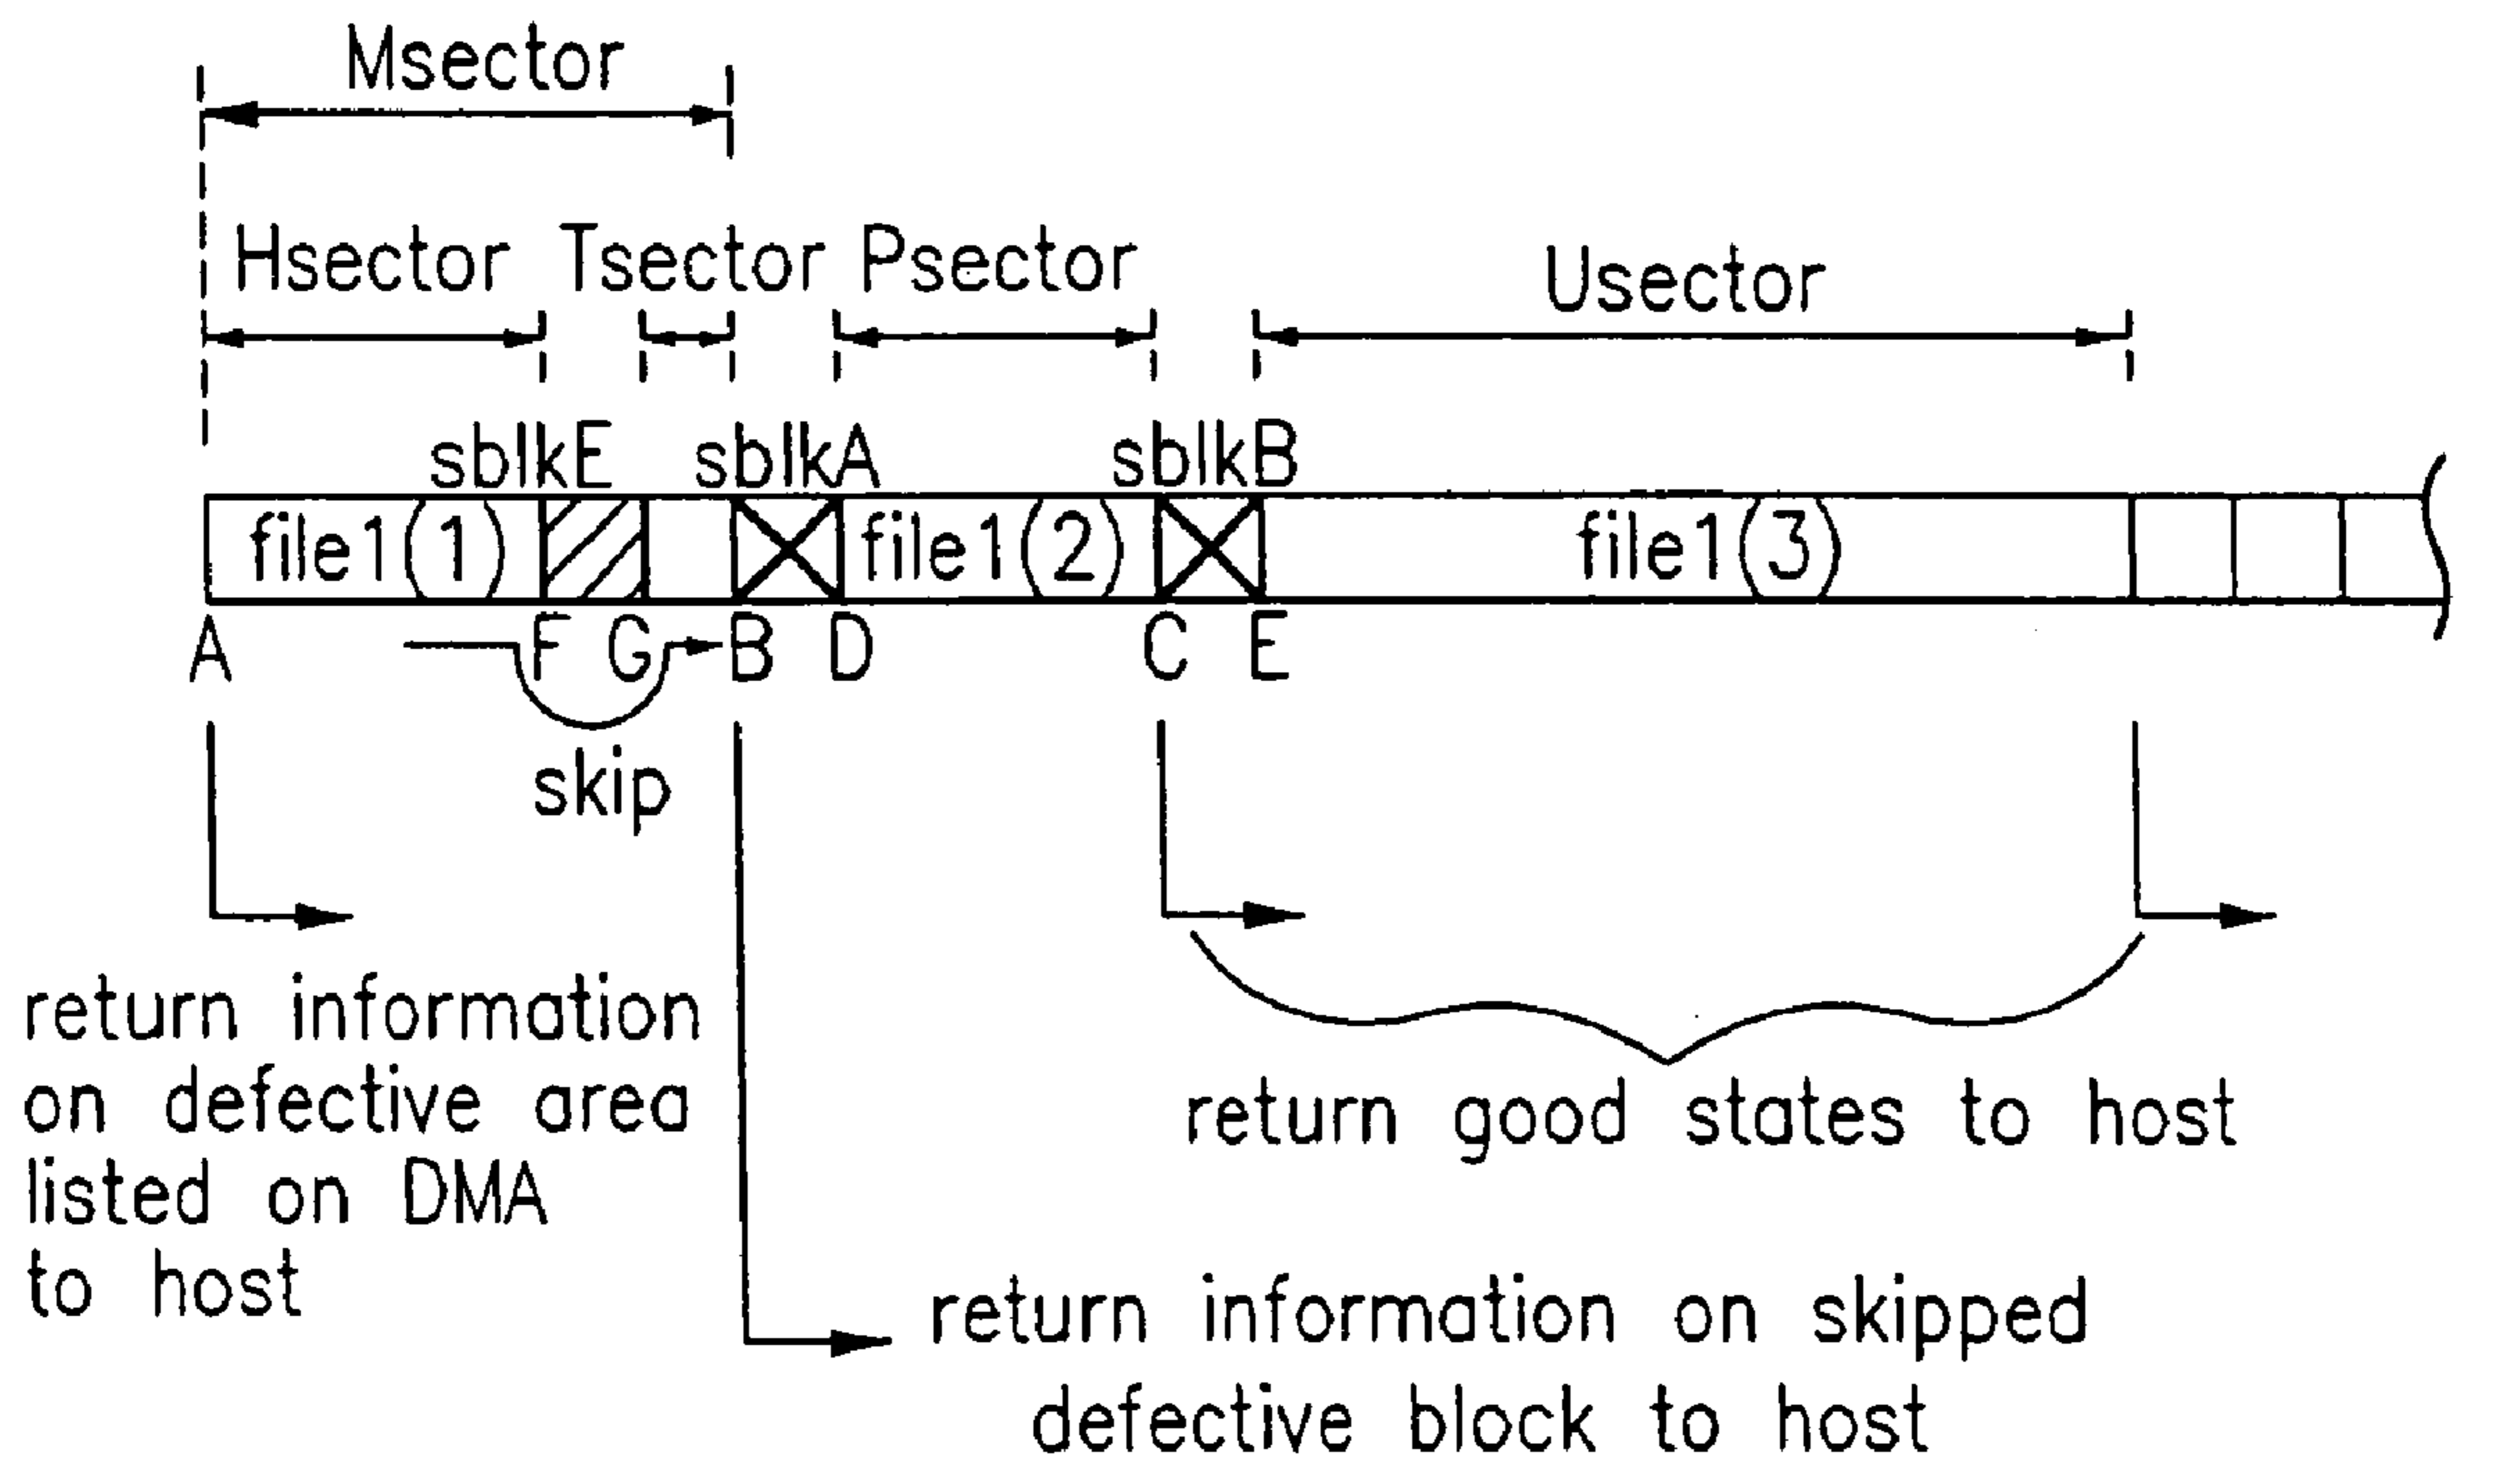 Msector
Hsector Tsector Psector Usector
sblkE sblkA sblkB
file1(1) file1(2) file1(3)
A F G B D C E
skip
return information
on defective area
listed on DMA
to host
return good states to host
return information on skipped
defective block to host